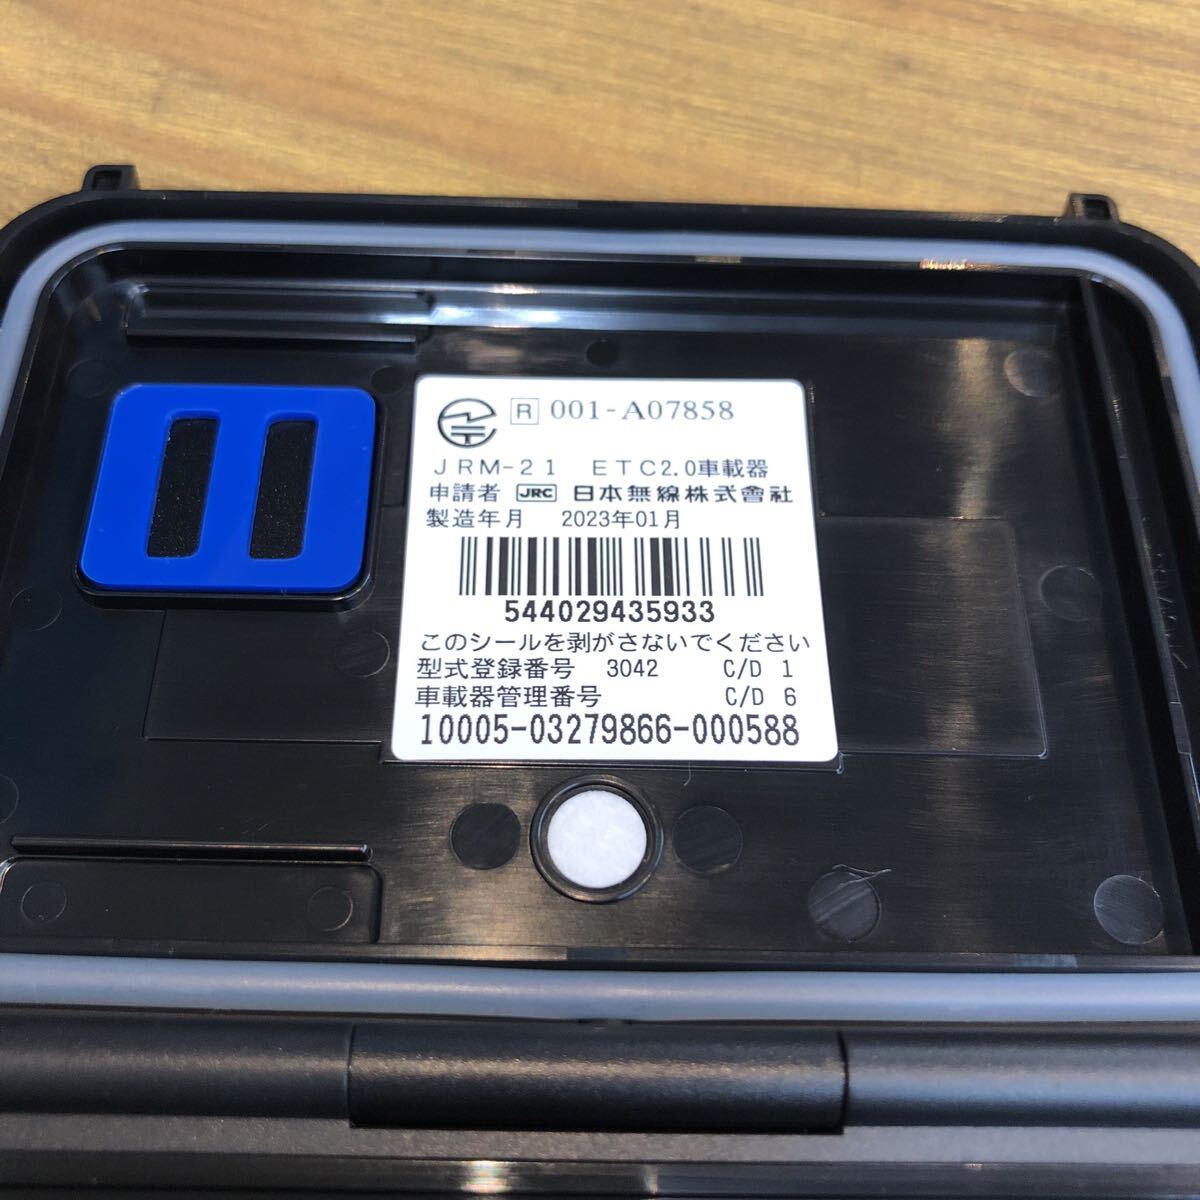 R 001-A07858
JRM-21 ETC2.0車載器
申請者 JRC 日本無線株式會社
製造年月 2023年01月
544029435933
このシールを剥がさないでください
型式登録番号 3042 C/D 1
車載器管理番号 C/D 6
10005-03279866-000588